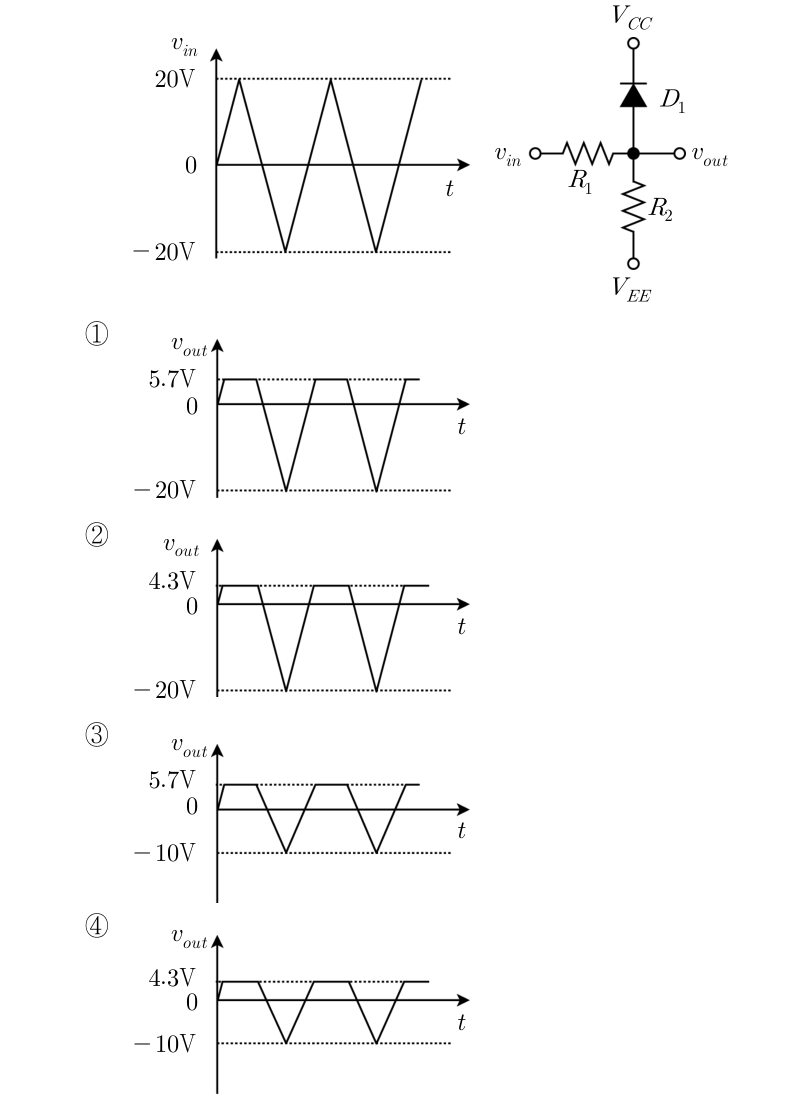 v_in
20V
0
−20V
t
V_CC
D_1
v_in
R_1
v_out
R_2
V_EE
①
v_out
5.7V
0
−20V
t
②
v_out
4.3V
0
−20V
t
③
v_out
5.7V
0
−10V
t
④
v_out
4.3V
0
−10V
t